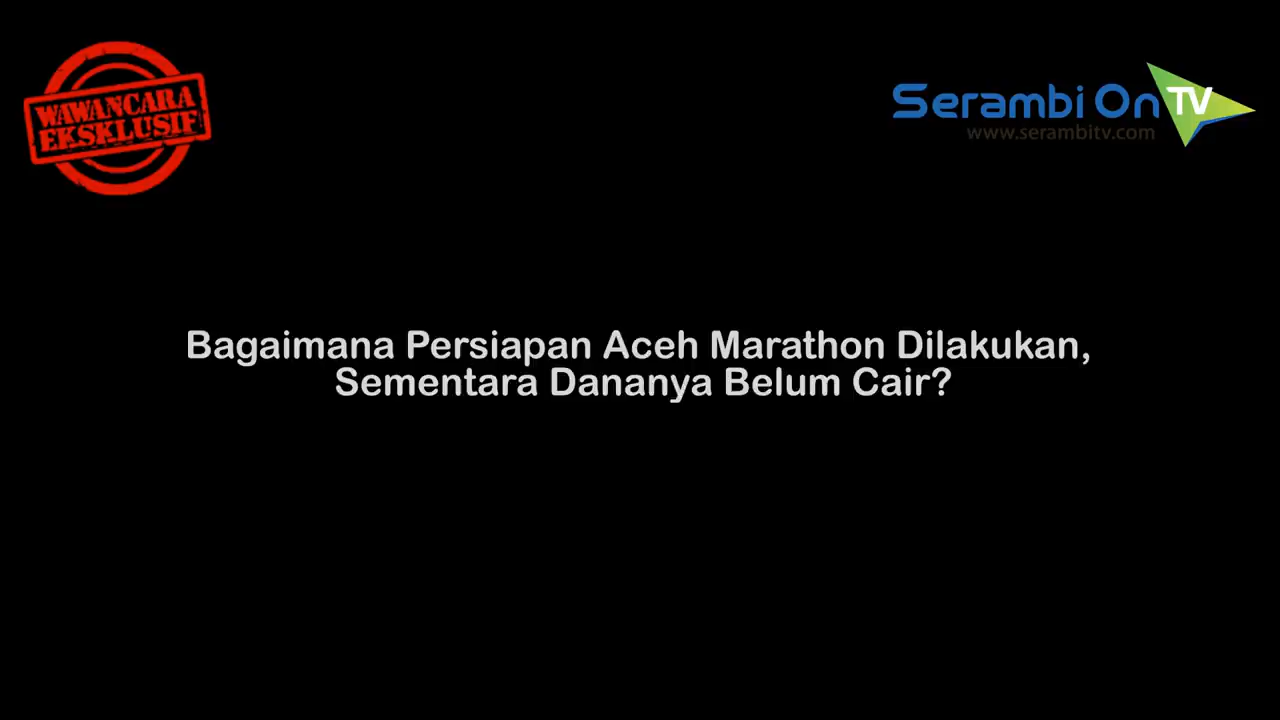 WAWANCARA
EKSKLUSIF
Serambi On TV
www.serambitv.com
Bagaimana Persiapan Aceh Marathon Dilakukan,
Sementara Dananya Belum Cair?